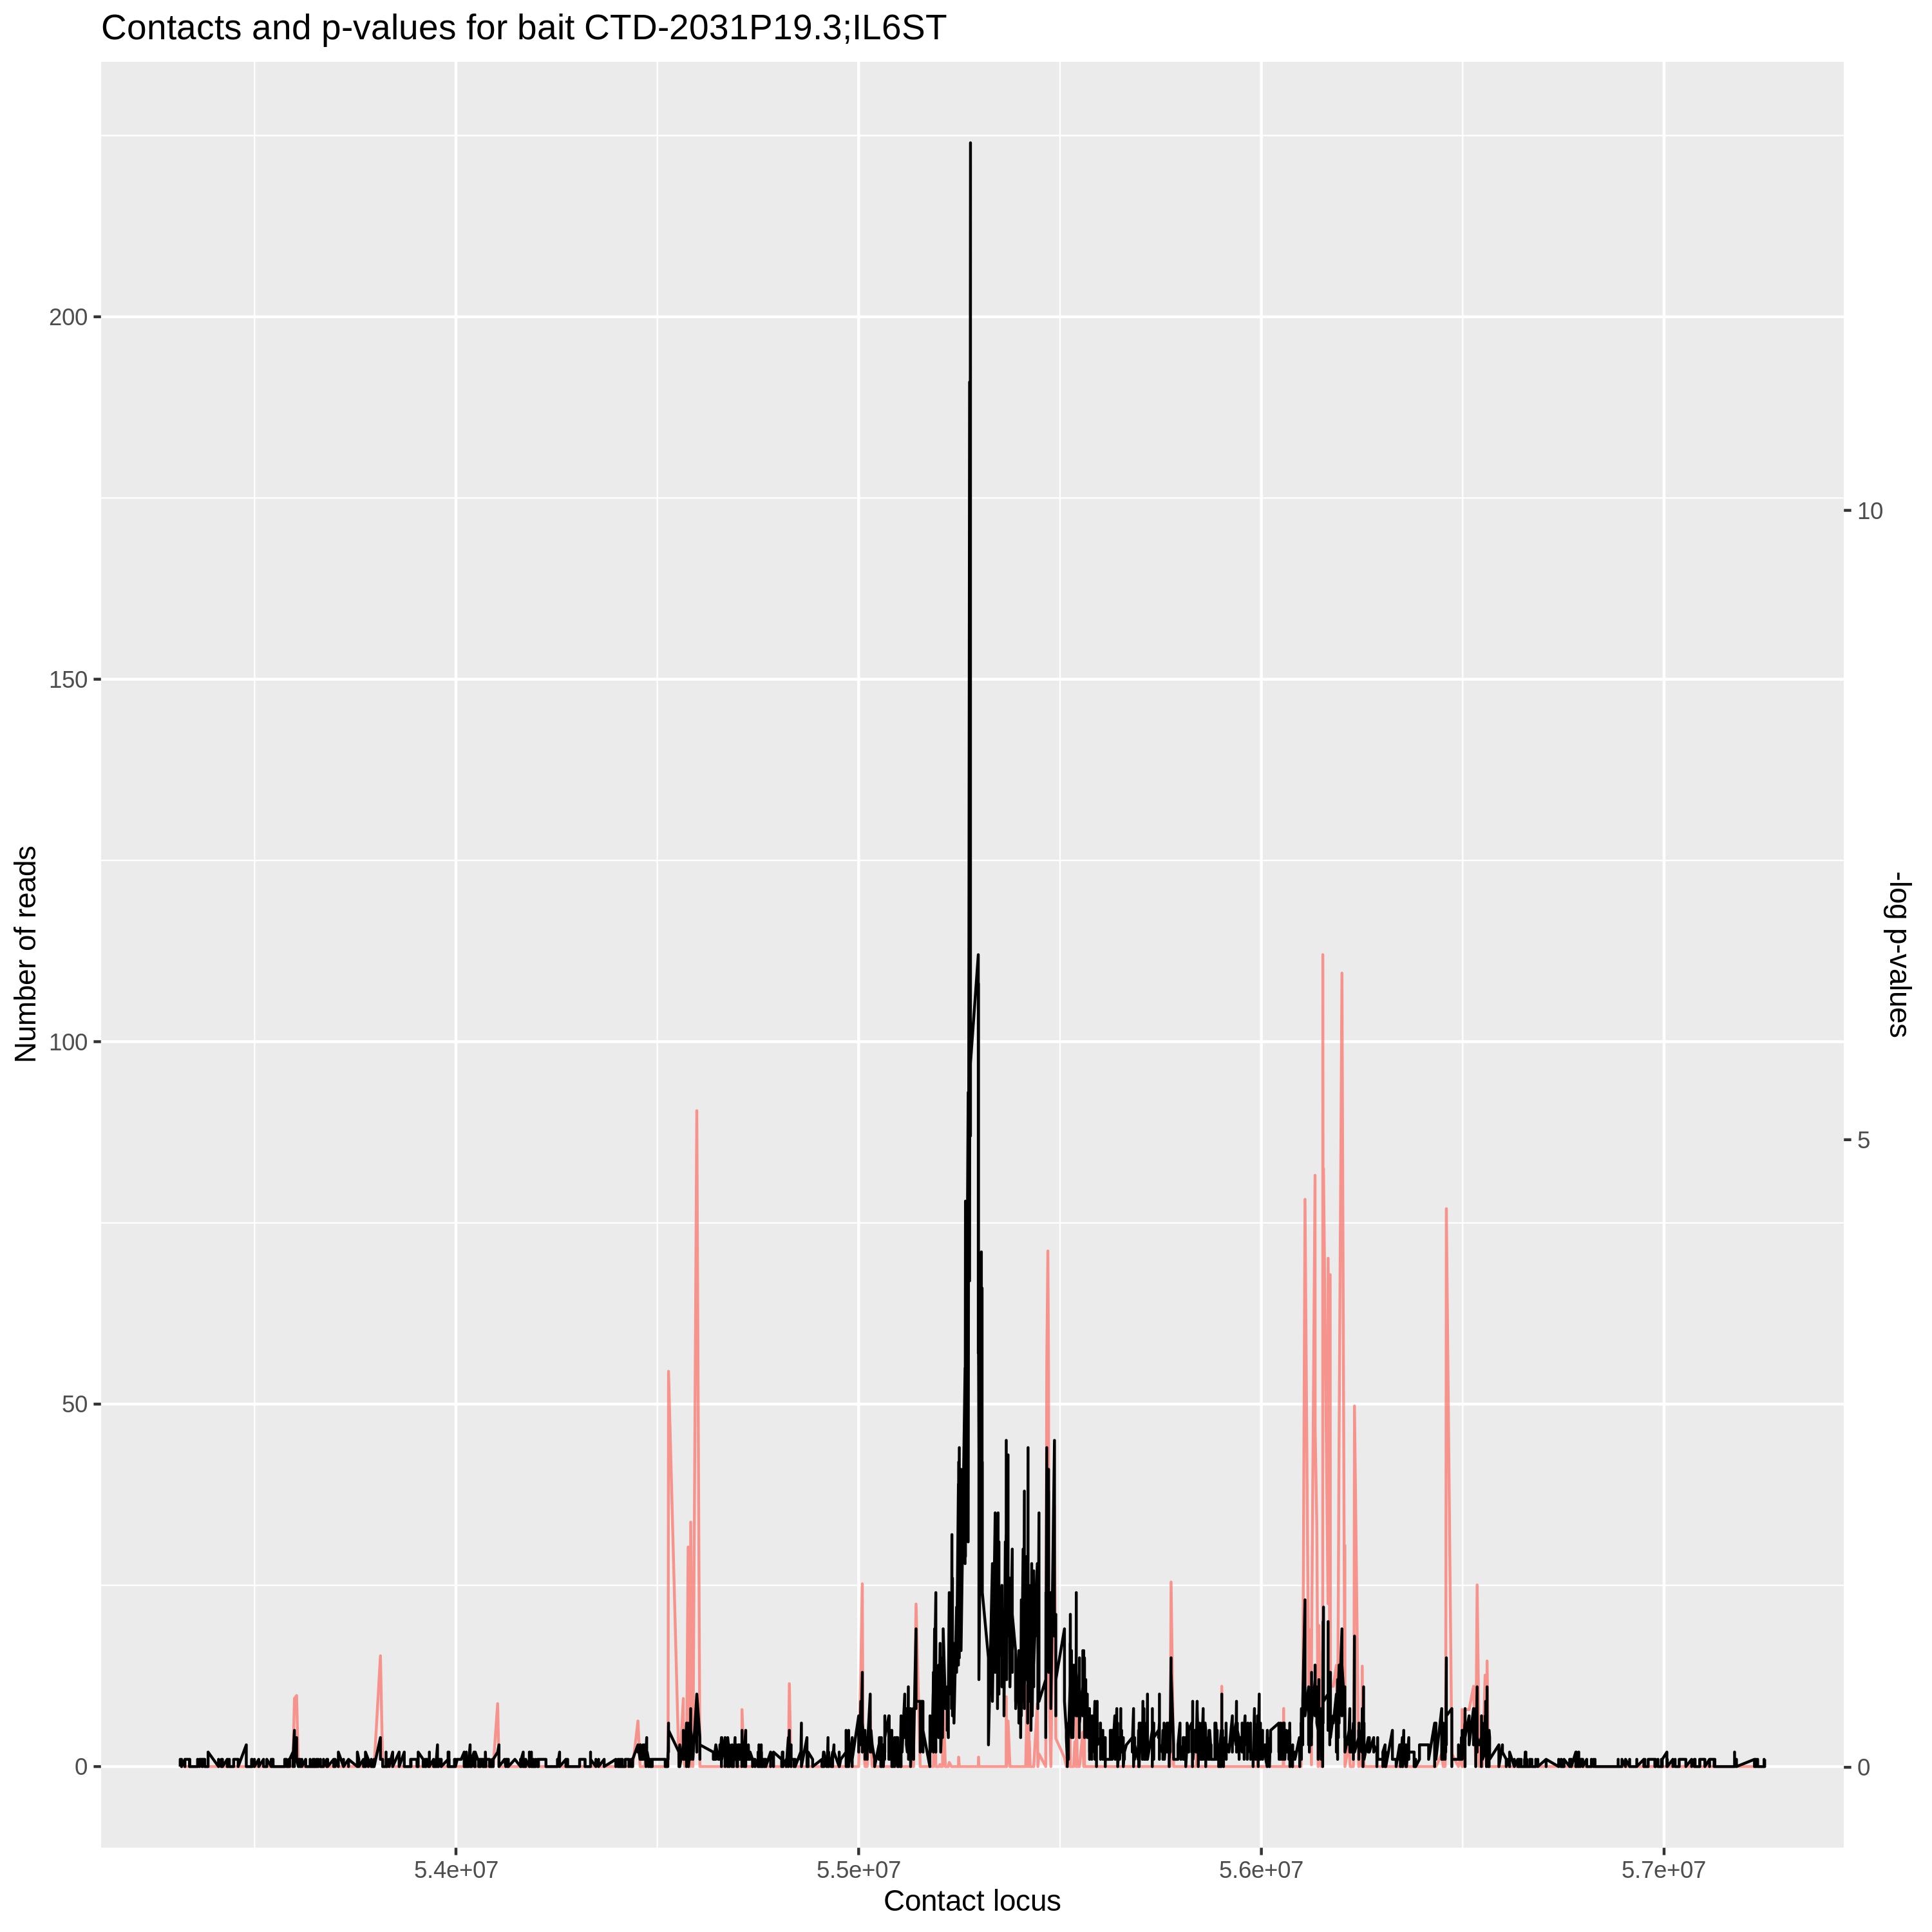 Contacts and p-values for bait CTD-2031P19.3;IL6ST
Number of reads
200
150
100
50
0
10
5
0
-log p-values
5.4e+07
5.5e+07
5.6e+07
5.7e+07
Contact locus